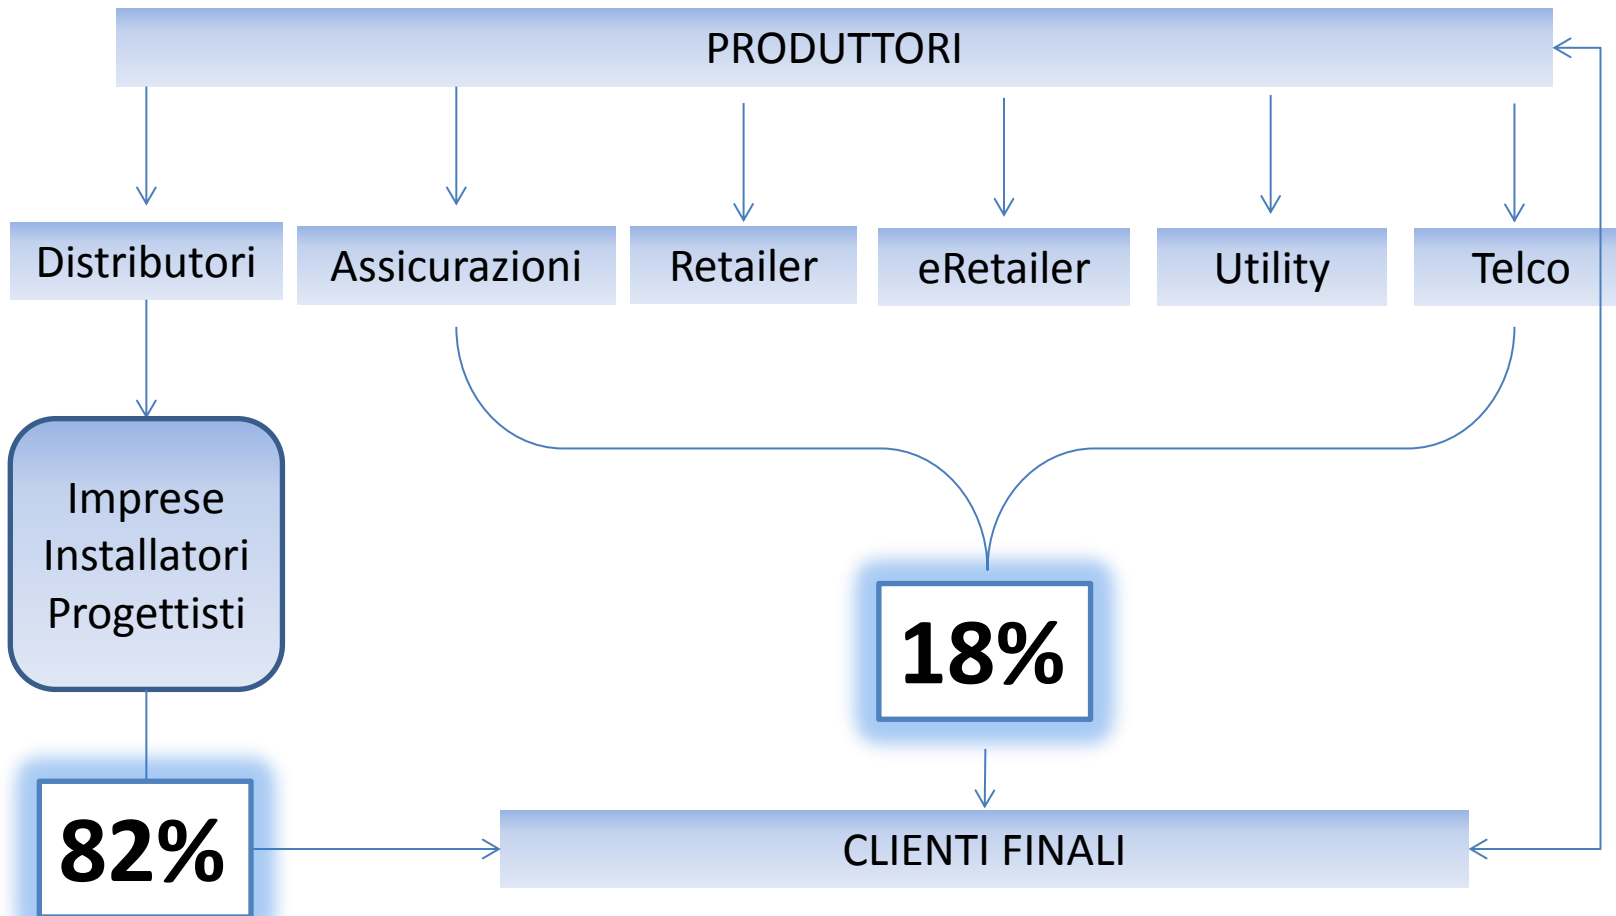 PRODUTTORI
Distributori
Assicurazioni
Retailer
eRetailer
Utility
Telco
Imprese
Installatori
Progettisti
18%
82%
CLIENTI FINALI